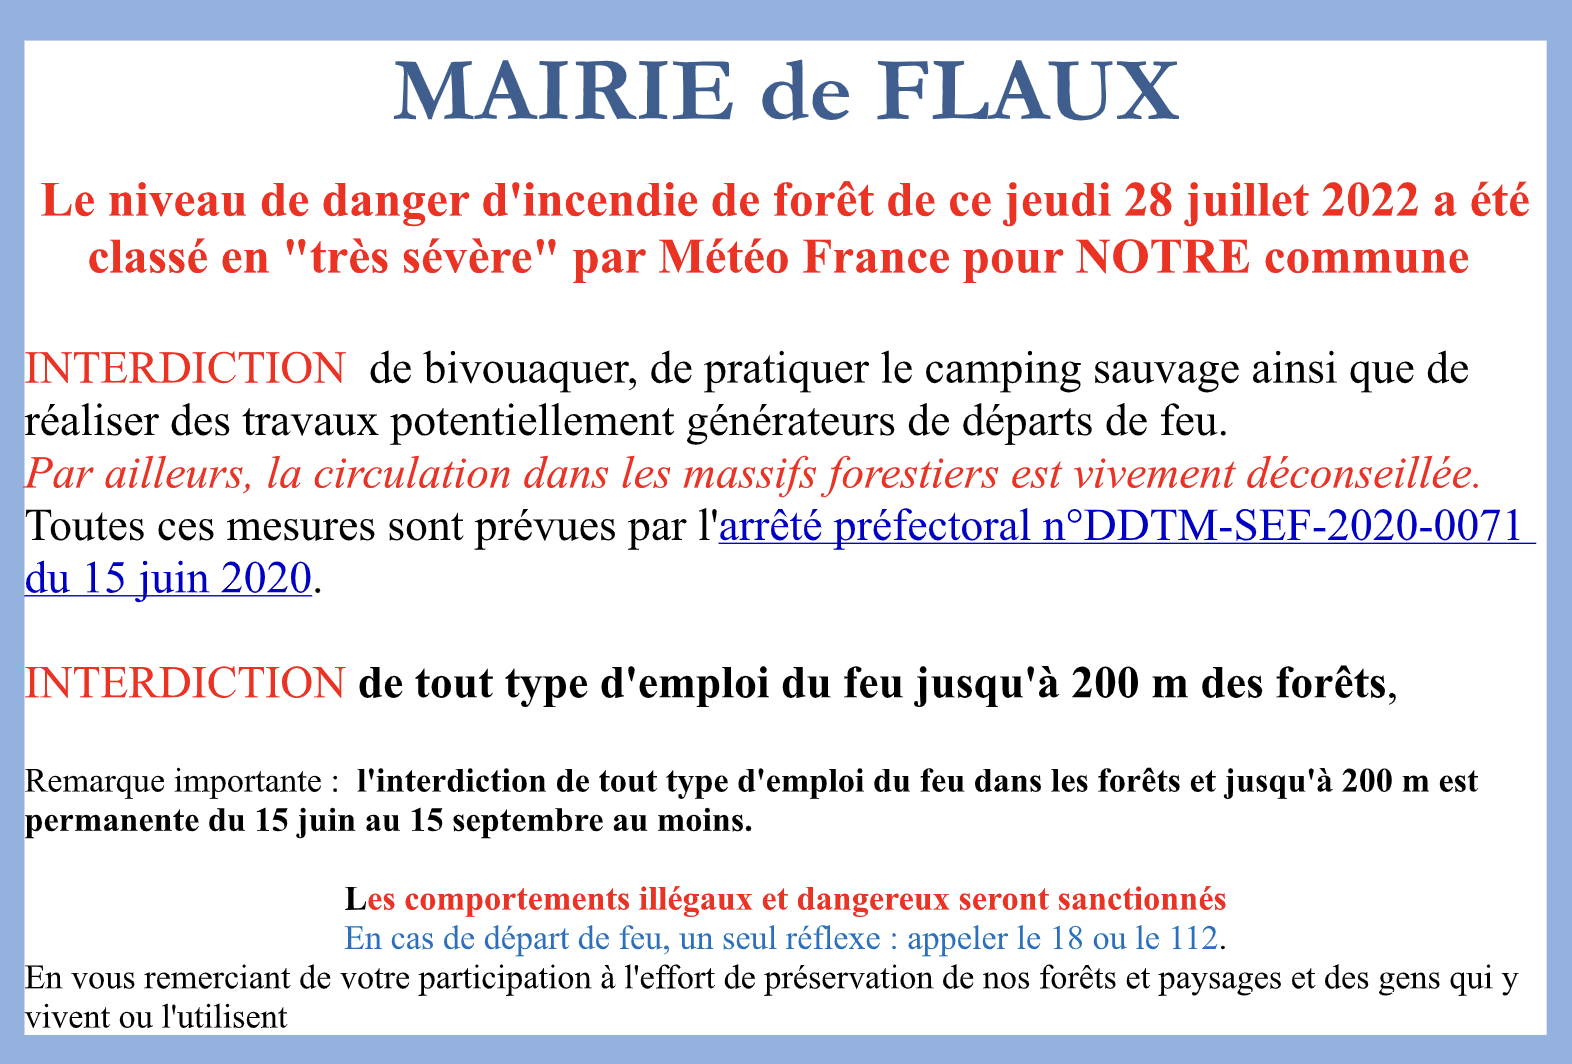 MAIRIE de FLAUX
Le niveau de danger d'incendie de forêt de ce jeudi 28 juillet 2022 a été
classé en "très sévère" par Météo France pour NOTRE commune
INTERDICTION  de bivouaquer, de pratiquer le camping sauvage ainsi que de
réaliser des travaux potentiellement générateurs de départs de feu.
Par ailleurs, la circulation dans les massifs forestiers est vivement déconseillée.
Toutes ces mesures sont prévues par l'arrêté préfectoral n°DDTM-SEF-2020-0071
du 15 juin 2020.
INTERDICTION de tout type d'emploi du feu jusqu'à 200 m des forêts,
Remarque importante :  l'interdiction de tout type d'emploi du feu dans les forêts et jusqu'à 200 m est
permanente du 15 juin au 15 septembre au moins.
Les comportements illégaux et dangereux seront sanctionnés
En cas de départ de feu, un seul réflexe : appeler le 18 ou le 112.
En vous remerciant de votre participation à l'effort de préservation de nos forêts et paysages et des gens qui y
vivent ou l'utilisent